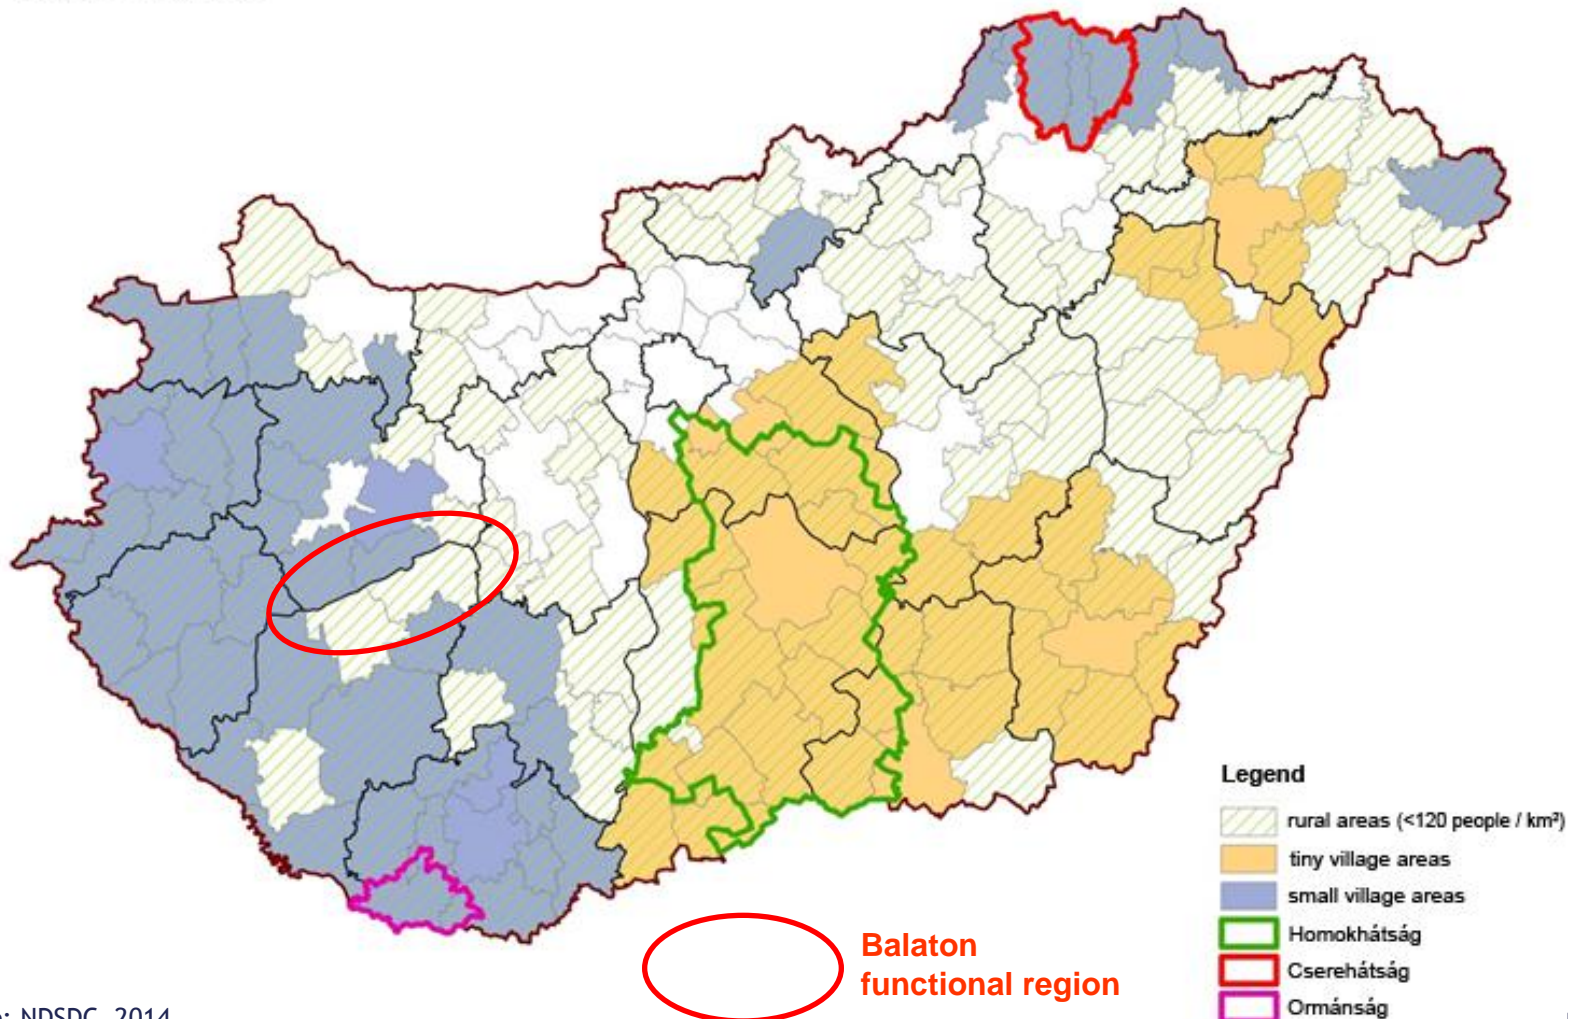 Legend
rural areas (<120 people / km²)
tiny village areas
small village areas
Homokhátság
Cserehátság
Ormánság
Balaton
functional region
: NDSDC, 2014